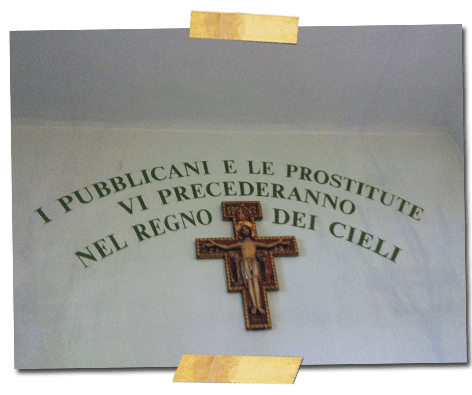 I PUBBLICANI E LE PROSTITUTE
VI PRECEDERANNO
NEL REGNO DEI CIELI